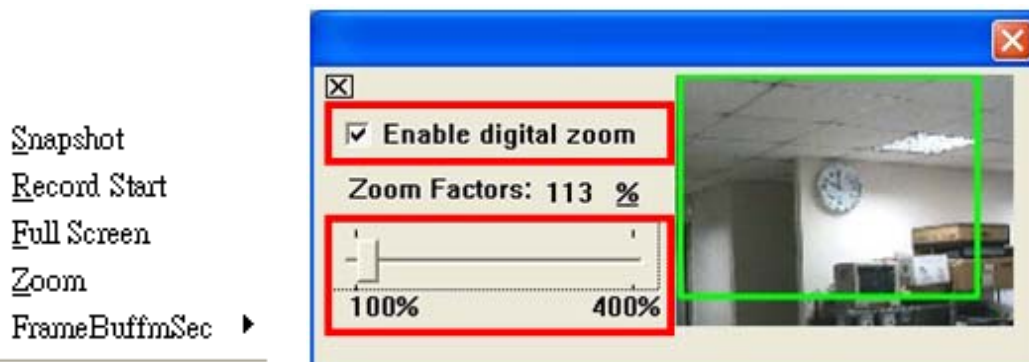 Snapshot
Record Start
Full Screen
Zoom
FrameBuffmSec
Enable digital zoom
Zoom Factors: 113 %
100% 400%